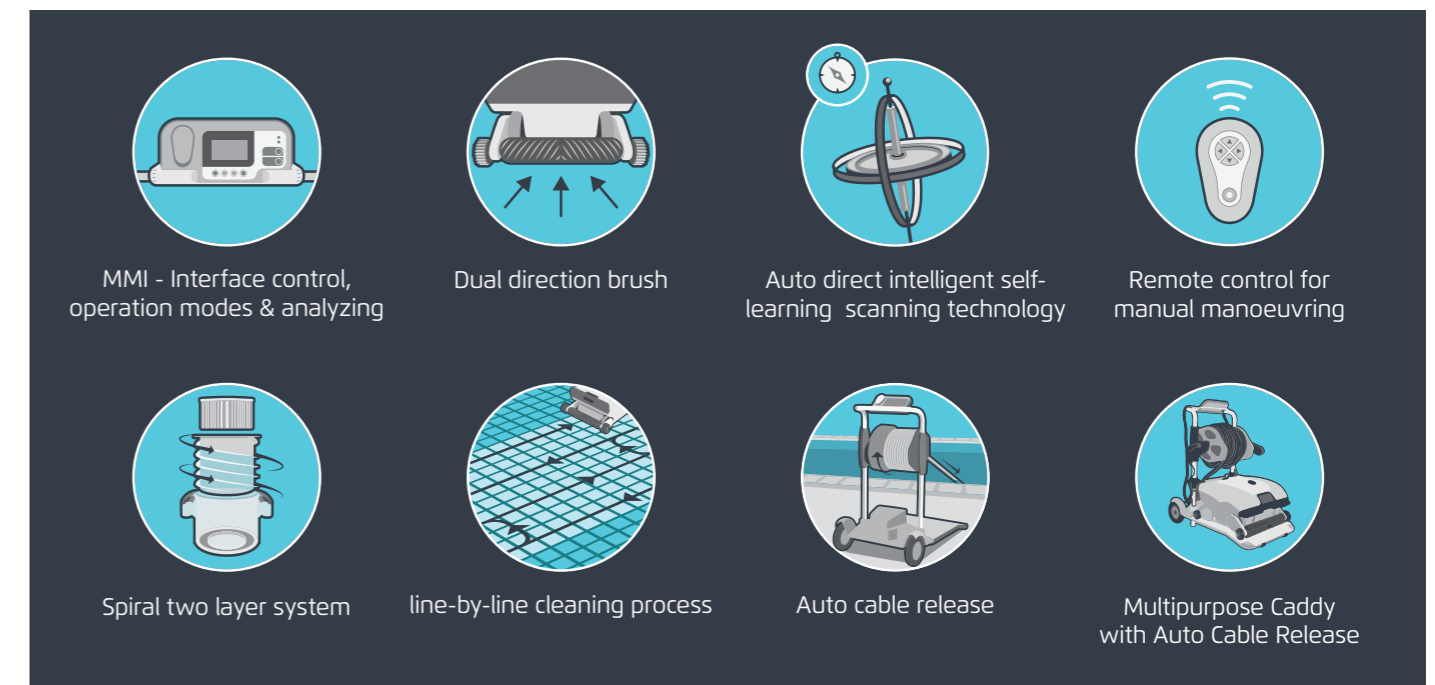 MMI - Interface control,
operation modes & analyzing
Dual direction brush
Auto direct intelligent self-
learning scanning technology
Remote control for
manual manoeuvring
Spiral two layer system
line-by-line cleaning process
Auto cable release
Multipurpose Caddy
with Auto Cable Release